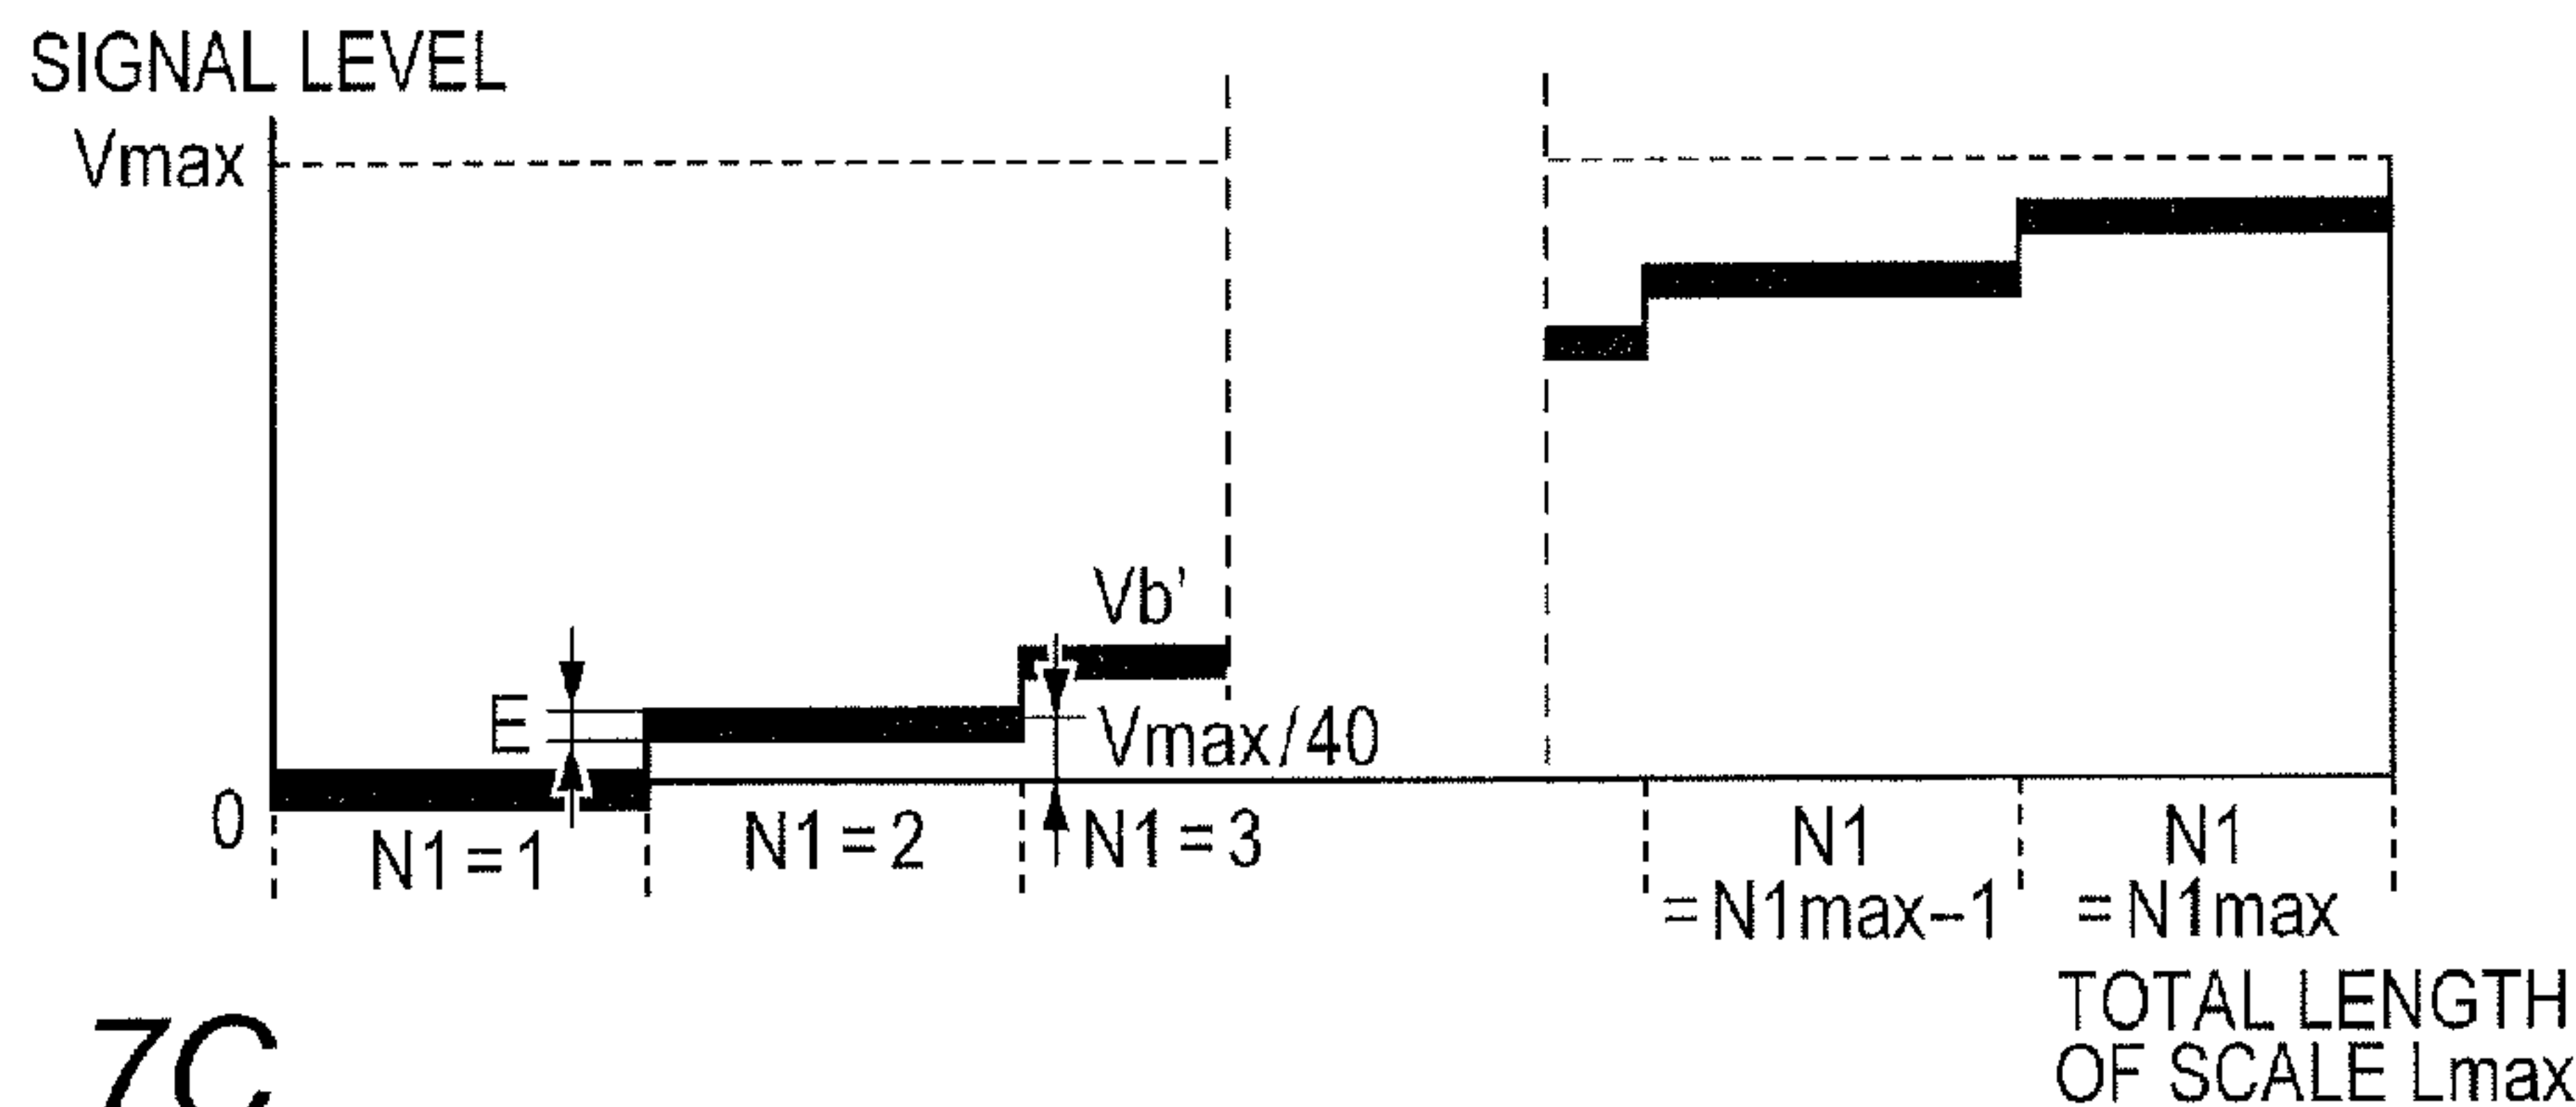 SIGNAL LEVEL
Vmax
Vb'
E
Vmax/40
0
N1=1
N1=2
N1=3
N1
=N1max–1
N1
=N1max
TOTAL LENGTH
OF SCALE Lmax
7C